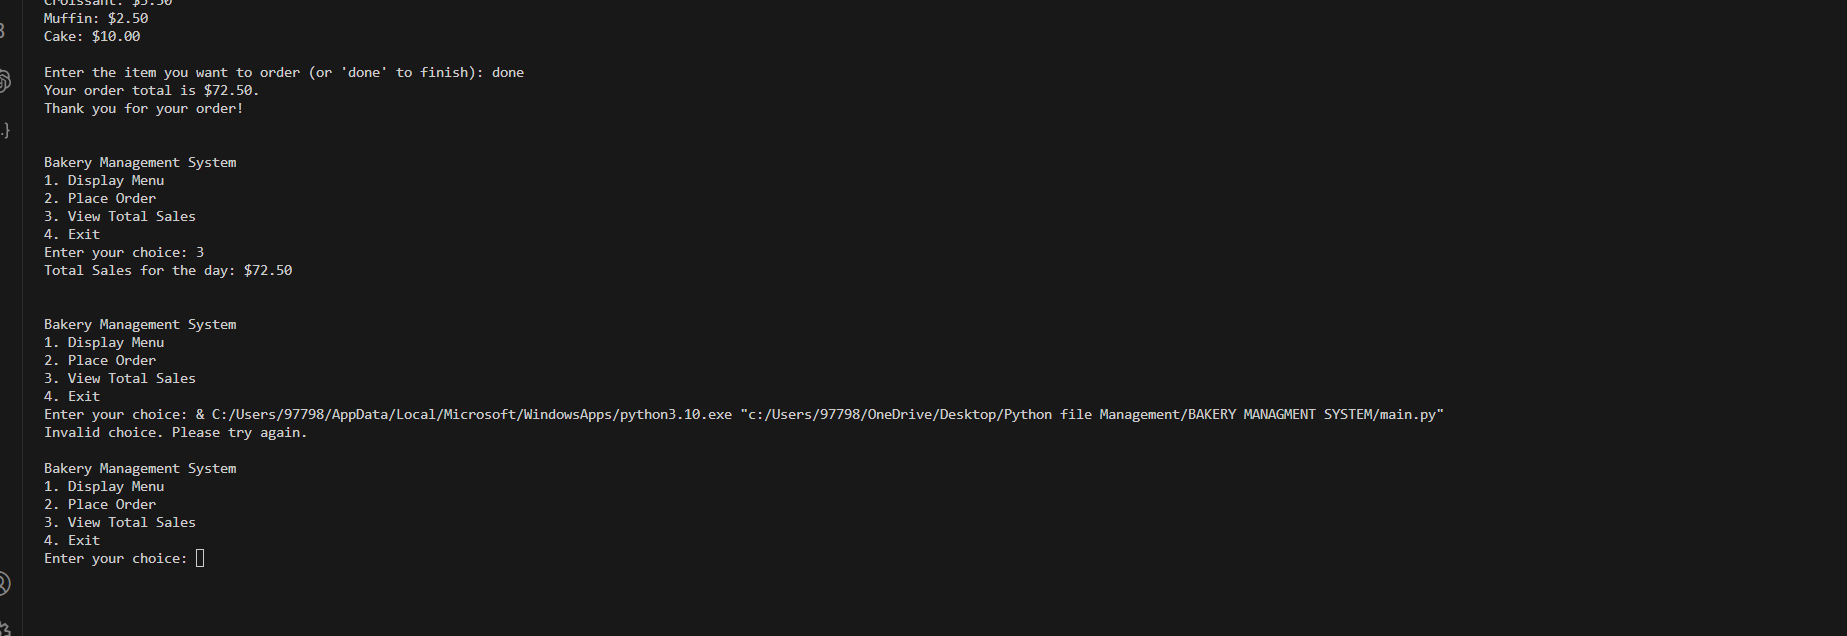 Croissant: $3.50
Muffin: $2.50
Cake: $10.00
Enter the item you want to order (or 'done' to finish): done
Your order total is $72.50.
Thank you for your order!
Bakery Management System
1. Display Menu
2. Place Order
3. View Total Sales
4. Exit
Enter your choice: 3
Total Sales for the day: $72.50
Bakery Management System
1. Display Menu
2. Place Order
3. View Total Sales
4. Exit
Enter your choice: & C:/Users/97798/AppData/Local/Microsoft/WindowsApps/python3.10.exe "c:/Users/97798/OneDrive/Desktop/Python file Management/BAKERY MANAGMENT SYSTEM/main.py"
Invalid choice. Please try again.
Bakery Management System
1. Display Menu
2. Place Order
3. View Total Sales
4. Exit
Enter your choice: